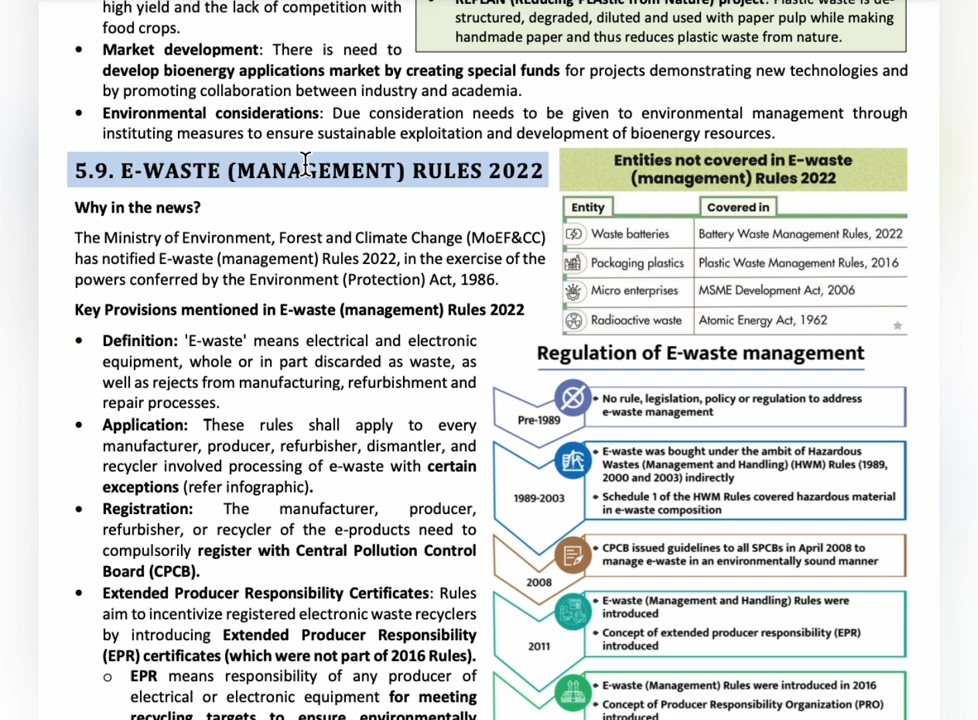 high yield and the lack of competition with
food crops.
REPLAN (REducing PLAstic from Nature) project: Plastic waste is de-
structured, degraded, diluted and used with paper pulp while making
handmade paper and thus reduces plastic waste from nature.
• Market development: There is need to
develop bioenergy applications market by creating special funds for projects demonstrating new technologies and
by promoting collaboration between industry and academia.
• Environmental considerations: Due consideration needs to be given to environmental management through
instituting measures to ensure sustainable exploitation and development of bioenergy resources.
5.9. E-WASTE (MANAGEMENT) RULES 2022
Why in the news?
The Ministry of Environment, Forest and Climate Change (MoEF&CC)
has notified E-waste (management) Rules 2022, in the exercise of the
powers conferred by the Environment (Protection) Act, 1986.
Key Provisions mentioned in E-waste (management) Rules 2022
• Definition: 'E-waste' means electrical and electronic
equipment, whole or in part discarded as waste, as
well as rejects from manufacturing, refurbishment and
repair processes.
• Application: These rules shall apply to every
manufacturer, producer, refurbisher, dismantler, and
recycler involved processing of e-waste with certain
exceptions (refer infographic).
• Registration: The manufacturer, producer,
refurbisher, or recycler of the e-products need to
compulsorily register with Central Pollution Control
Board (CPCB).
• Extended Producer Responsibility Certificates: Rules
aim to incentivize registered electronic waste recyclers
by introducing Extended Producer Responsibility
(EPR) certificates (which were not part of 2016 Rules).
o EPR means responsibility of any producer of
electrical or electronic equipment for meeting
recycling targets to ensure environmentally
Entities not covered in E-waste
(management) Rules 2022
Entity Covered in
Waste batteries Battery Waste Management Rules, 2022
Packaging plastics Plastic Waste Management Rules, 2016
Micro enterprises MSME Development Act, 2006
Radioactive waste Atomic Energy Act, 1962
Regulation of E-waste management
Pre-1989
• No rule, legislation, policy or regulation to address
e-waste management
1989-2003
• E-waste was bought under the ambit of Hazardous
Wastes (Management and Handling) (HWM) Rules (1989,
2000 and 2003) indirectly
• Schedule 1 of the HWM Rules covered hazardous material
in e-waste composition
2008
• CPCB issued guidelines to all SPCBs in April 2008 to
manage e-waste in an environmentally sound manner
2011
• E-waste (Management and Handling) Rules were
introduced
• Concept of extended producer responsibility (EPR)
introduced
• E-waste (Management) Rules were introduced in 2016
• Concept of Producer Responsibility Organization (PRO)
introduced